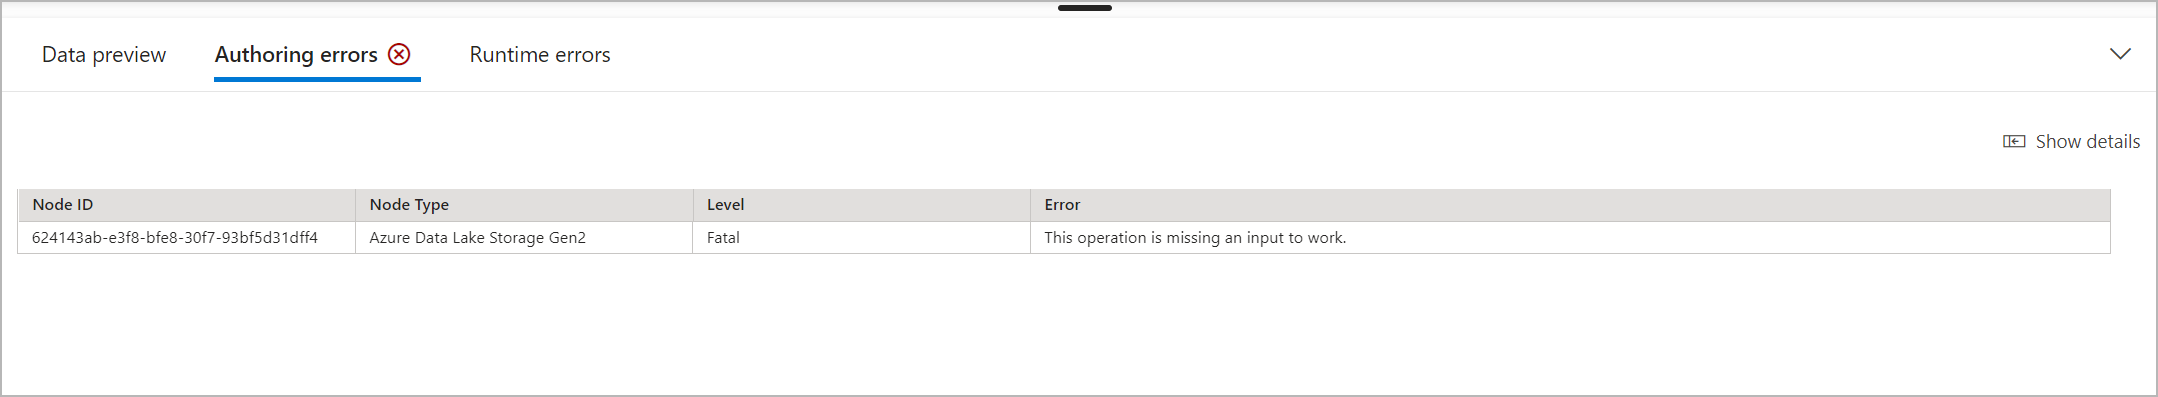 Data preview Authoring errors Runtime errors
Show details
Node ID Node Type Level Error
624143ab-e3f8-bfe8-30f7-93bf5d31dff4 Azure Data Lake Storage Gen2 Fatal This operation is missing an input to work.